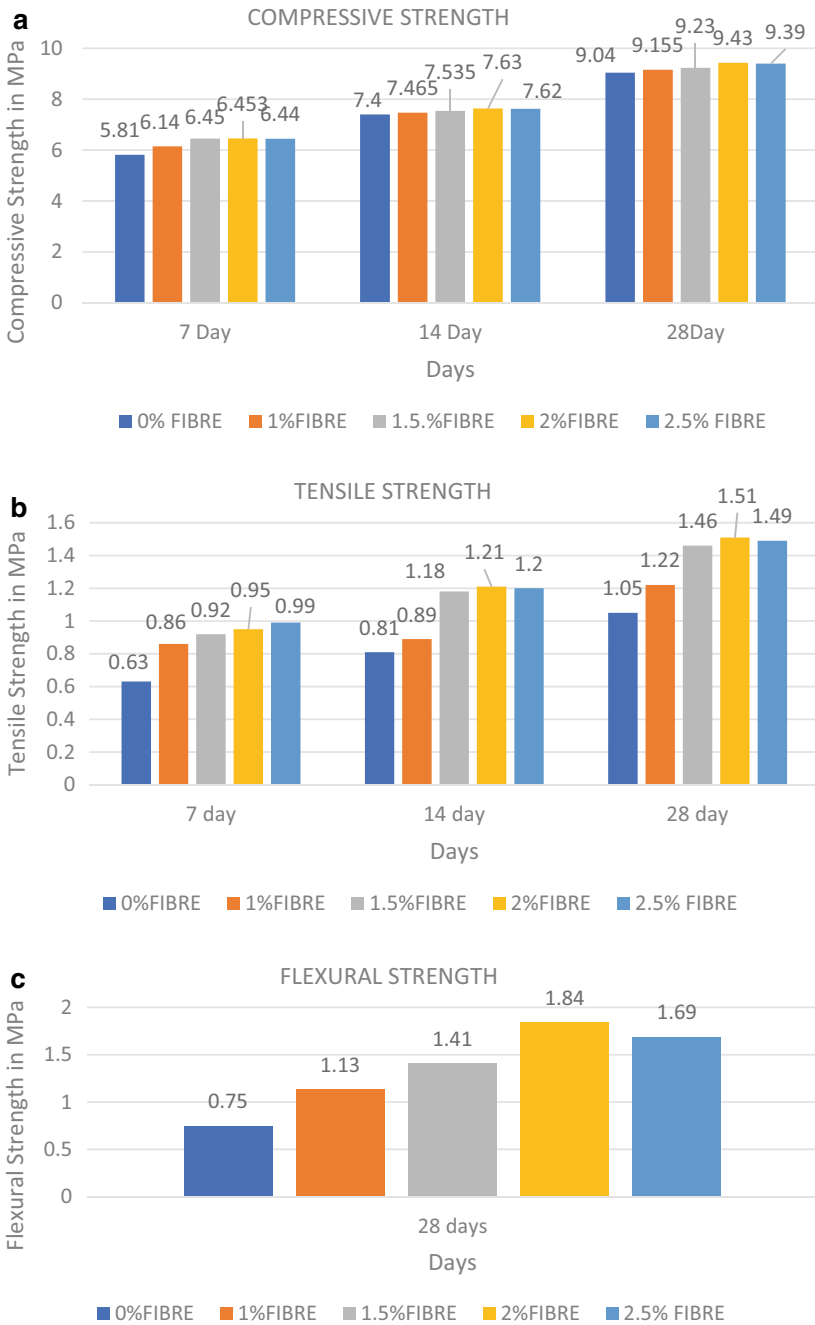 a
COMPRESSIVE STRENGTH
Compressive Strength in MPa
10
8
6
4
2
0
5.81 6.14 6.45 6.453 6.44
7.4 7.465 7.535 7.63 7.62
9.04 9.155 9.23 9.43 9.39
7 Day 14 Day 28Day
Days
0% FIBRE 1%FIBRE 1.5.%FIBRE 2%FIBRE 2.5% FIBRE
b
TENSILE STRENGTH
Tensile Strength in MPa
1.6
1.4
1.2
1
0.8
0.6
0.4
0.2
0
0.63 0.86 0.92 0.95 0.99
0.81 0.89 1.18 1.21 1.2
1.05 1.22 1.46 1.51 1.49
7 day 14 day 28 day
Days
0%FIBRE 1%FIBRE 1.5%FIBRE 2%FIBRE 2.5% FIBRE
c
FLEXURAL STRENGTH
Flexural Strength in MPa
2
1.5
1
0.5
0
0.75 1.13 1.41 1.84 1.69
28 days
Days
0%FIBRE 1%FIBRE 1.5%FIBRE 2%FIBRE 2.5% FIBRE